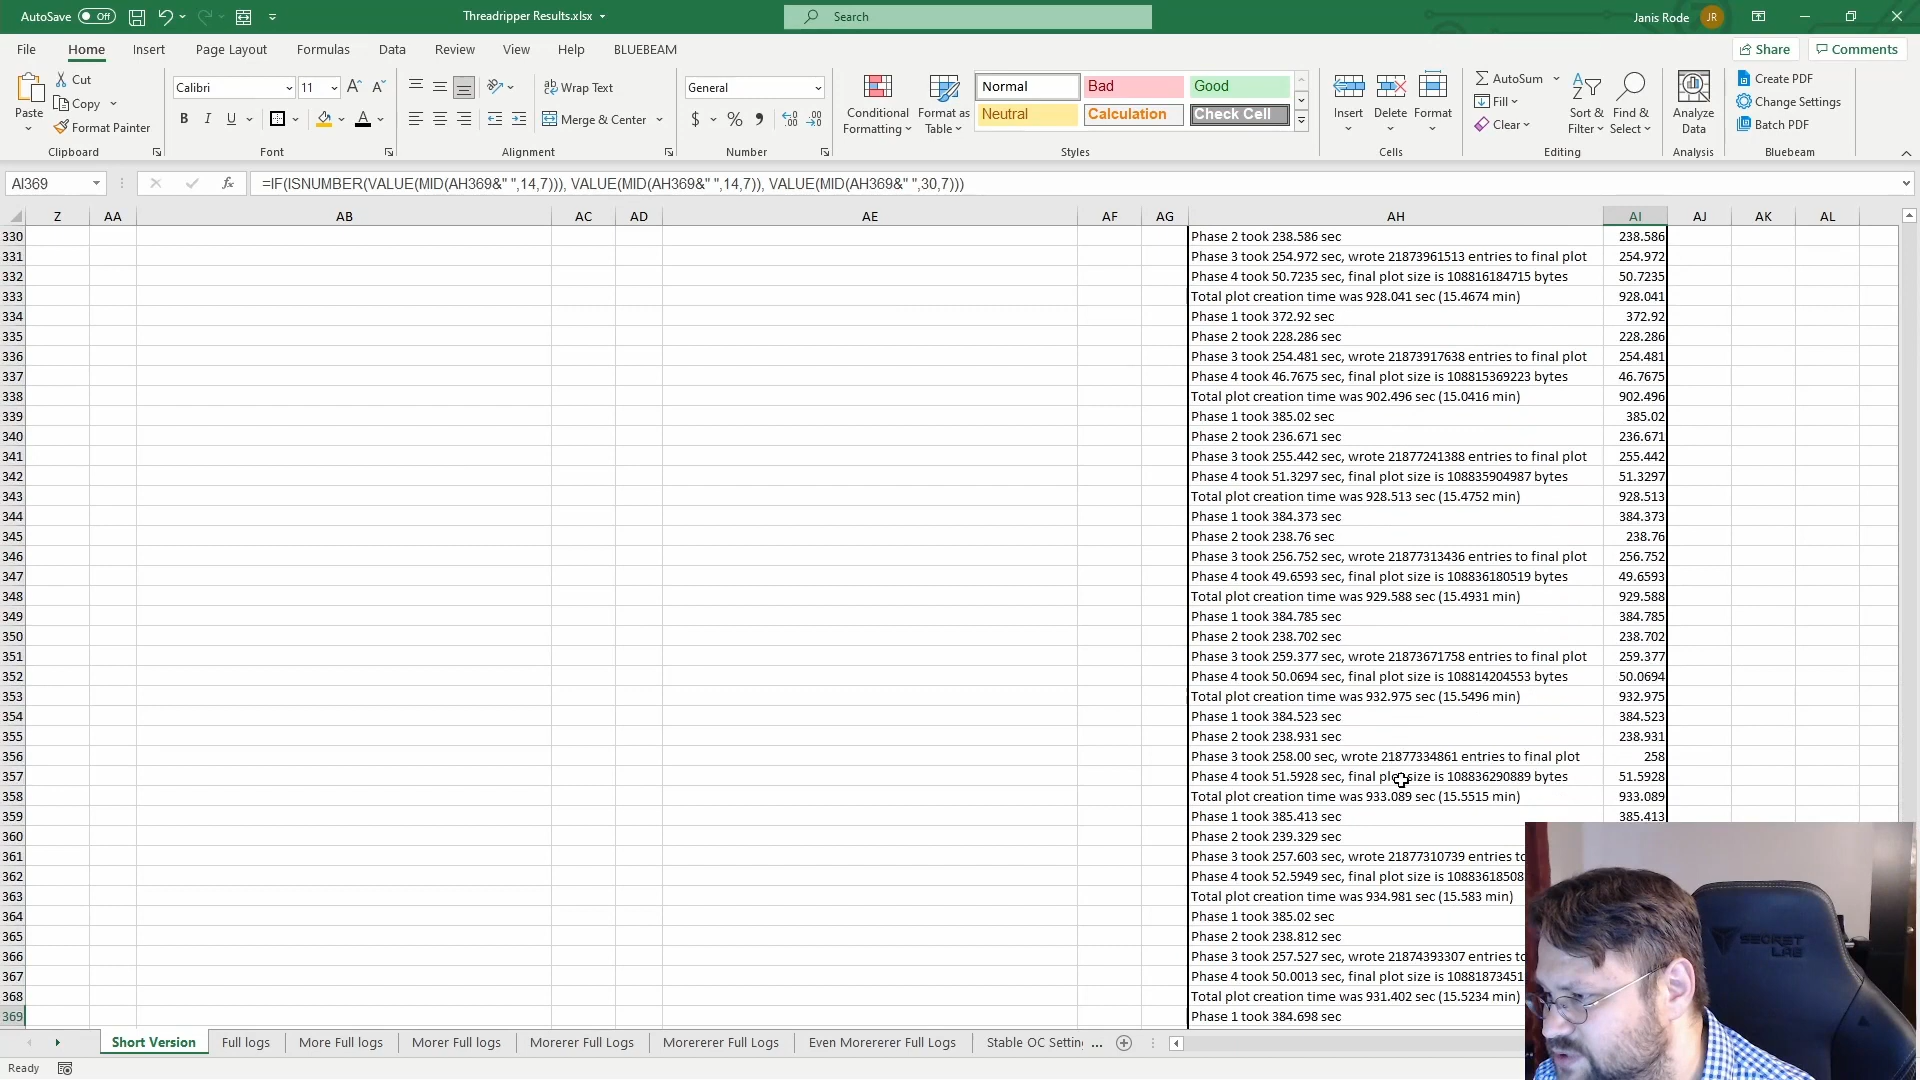 AutoSave Off Threadripper Results.xlsx Search Janis Rode JR
File Home Insert Page Layout Formulas Data Review View Help BLUEBEAM Share Comments
Paste Cut Copy Format Painter Clipboard
Calibri 11 B I U A Font
Wrap Text Merge & Center Alignment
General $ % Number
Conditional Formatting Format as Table Normal Bad Good Neutral Calculation Check Cell Styles
Insert Delete Format Cells
AutoSum Fill Clear Sort & Filter Find & Select Editing
Analyze Data Analysis
Create PDF Change Settings Batch PDF Bluebeam
AI369 fx =IF(ISNUMBER(VALUE(MID(AH369&" ",14,7))), VALUE(MID(AH369&" ",14,7)), VALUE(MID(AH369&" ",30,7)))
Z AA AB AC AD AE AF AG AH AI AJ AK AL
330 Phase 2 took 238.586 sec 238.586
331 Phase 3 took 254.972 sec, wrote 21873961513 entries to final plot 254.972
332 Phase 4 took 50.7235 sec, final plot size is 108816184715 bytes 50.7235
333 Total plot creation time was 928.041 sec (15.4674 min) 928.041
334 Phase 1 took 372.92 sec 372.92
335 Phase 2 took 228.286 sec 228.286
336 Phase 3 took 254.481 sec, wrote 21873917638 entries to final plot 254.481
337 Phase 4 took 46.7675 sec, final plot size is 108815369223 bytes 46.7675
338 Total plot creation time was 902.496 sec (15.0416 min) 902.496
339 Phase 1 took 385.02 sec 385.02
340 Phase 2 took 236.671 sec 236.671
341 Phase 3 took 255.442 sec, wrote 21877241388 entries to final plot 255.442
342 Phase 4 took 51.3297 sec, final plot size is 108835904987 bytes 51.3297
343 Total plot creation time was 928.513 sec (15.4752 min) 928.513
344 Phase 1 took 384.373 sec 384.373
345 Phase 2 took 238.76 sec 238.76
346 Phase 3 took 256.752 sec, wrote 21877313436 entries to final plot 256.752
347 Phase 4 took 49.6593 sec, final plot size is 108836180519 bytes 49.6593
348 Total plot creation time was 929.588 sec (15.4931 min) 929.588
349 Phase 1 took 384.785 sec 384.785
350 Phase 2 took 238.702 sec 238.702
351 Phase 3 took 259.377 sec, wrote 21873671758 entries to final plot 259.377
352 Phase 4 took 50.0694 sec, final plot size is 108814204553 bytes 50.0694
353 Total plot creation time was 932.975 sec (15.5496 min) 932.975
354 Phase 1 took 384.523 sec 384.523
355 Phase 2 took 238.931 sec 238.931
356 Phase 3 took 258.00 sec, wrote 21877334861 entries to final plot 258
357 Phase 4 took 51.5928 sec, final plot size is 108836290889 bytes 51.5928
358 Total plot creation time was 933.089 sec (15.5515 min) 933.089
359 Phase 1 took 385.413 sec 385.413
360 Phase 2 took 239.329 sec
361 Phase 3 took 257.603 sec, wrote 21877310739 entries to
362 Phase 4 took 52.5949 sec, final plot size is 10883618508
363 Total plot creation time was 934.981 sec (15.583 min)
364 Phase 1 took 385.02 sec
365 Phase 2 took 238.812 sec
366 Phase 3 took 257.527 sec, wrote 21874393307 entries to
367 Phase 4 took 50.0013 sec, final plot size is 10881873451
368 Total plot creation time was 931.402 sec (15.5234 min)
369 Phase 1 took 384.698 sec
SECRET LAB
Short Version Full logs More Full logs Morer Full logs Morerer Full Logs Morererer Full Logs Even Morererer Full Logs Stable OC Settin ...
Ready